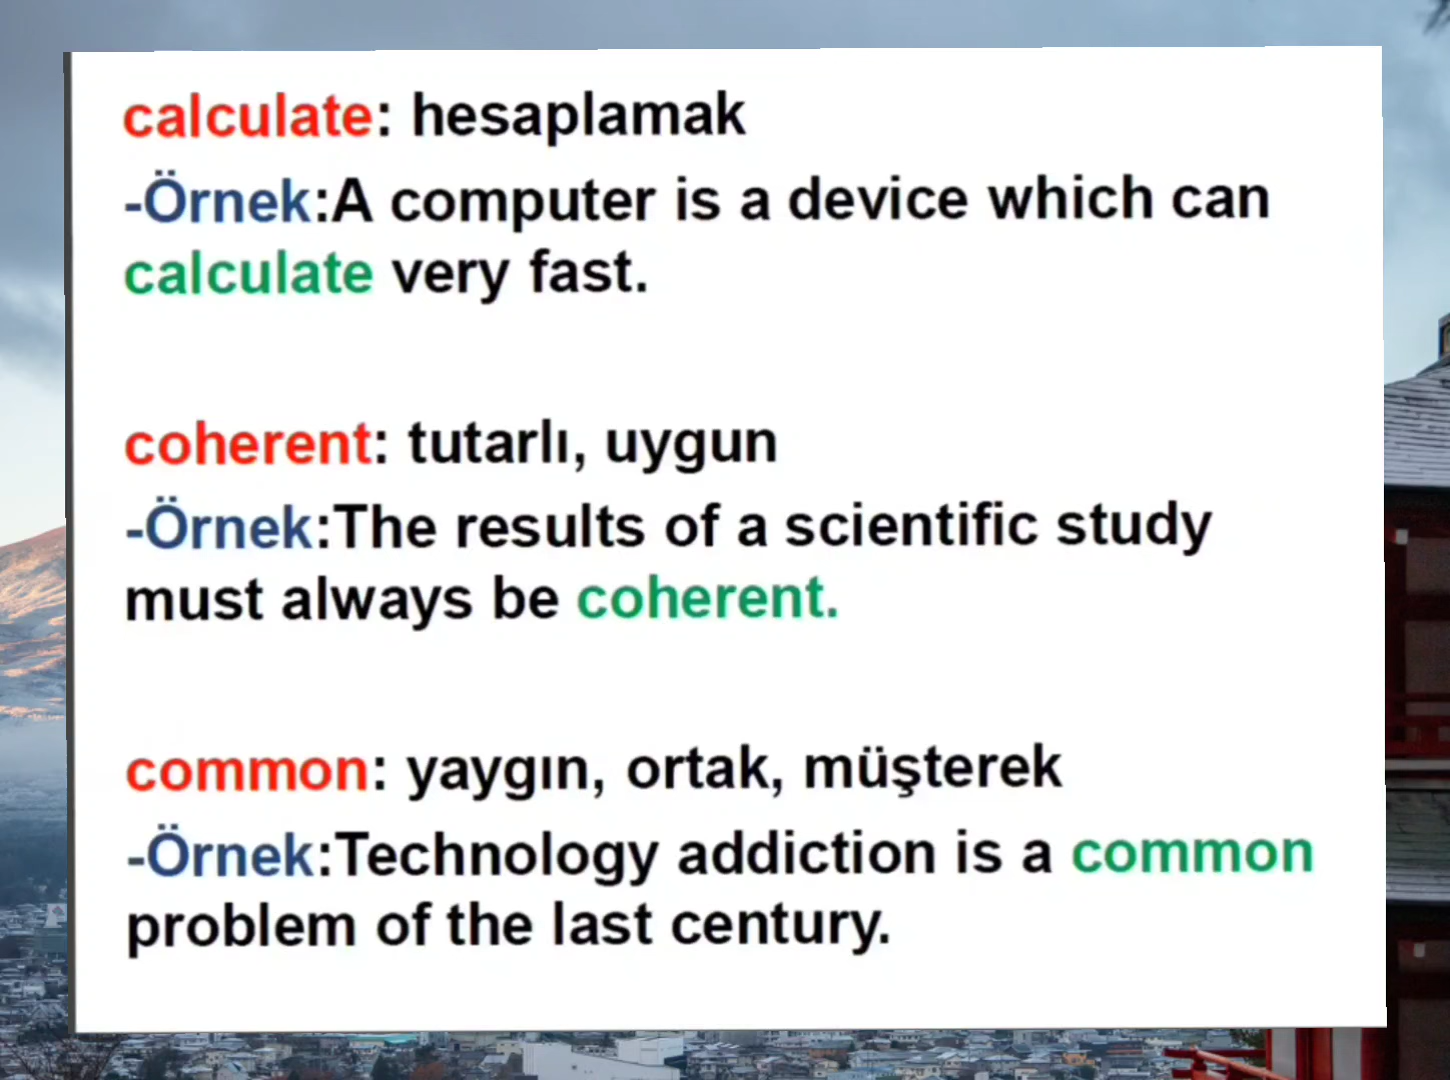 calculate: hesaplamak
-Örnek:A computer is a device which can
calculate very fast.
coherent: tutarlı, uygun
-Örnek:The results of a scientific study
must always be coherent.
common: yaygın, ortak, müşterek
-Örnek:Technology addiction is a common
problem of the last century.